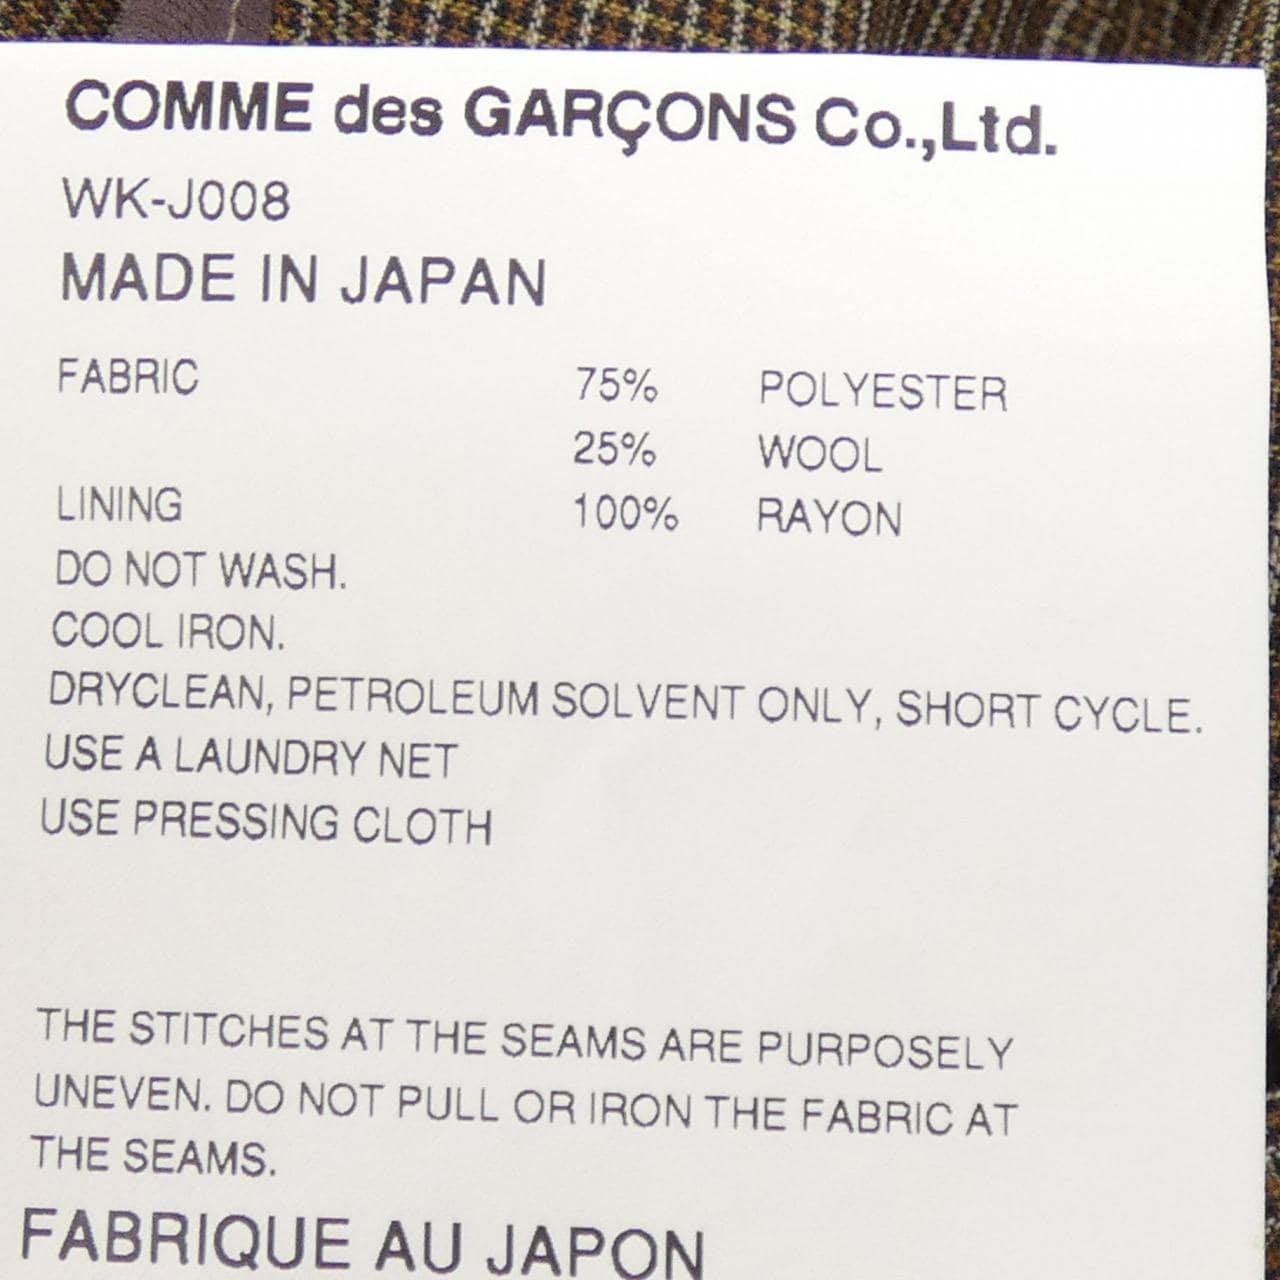 COMME des GARÇONS Co.,Ltd.
WK-J008
MADE IN JAPAN
FABRIC 75% POLYESTER
25% WOOL
LINING 100% RAYON
DO NOT WASH.
COOL IRON.
DRYCLEAN, PETROLEUM SOLVENT ONLY, SHORT CYCLE.
USE A LAUNDRY NET
USE PRESSING CLOTH
THE STITCHES AT THE SEAMS ARE PURPOSELY
UNEVEN. DO NOT PULL OR IRON THE FABRIC AT
THE SEAMS.
FABRIQUE AU JAPON